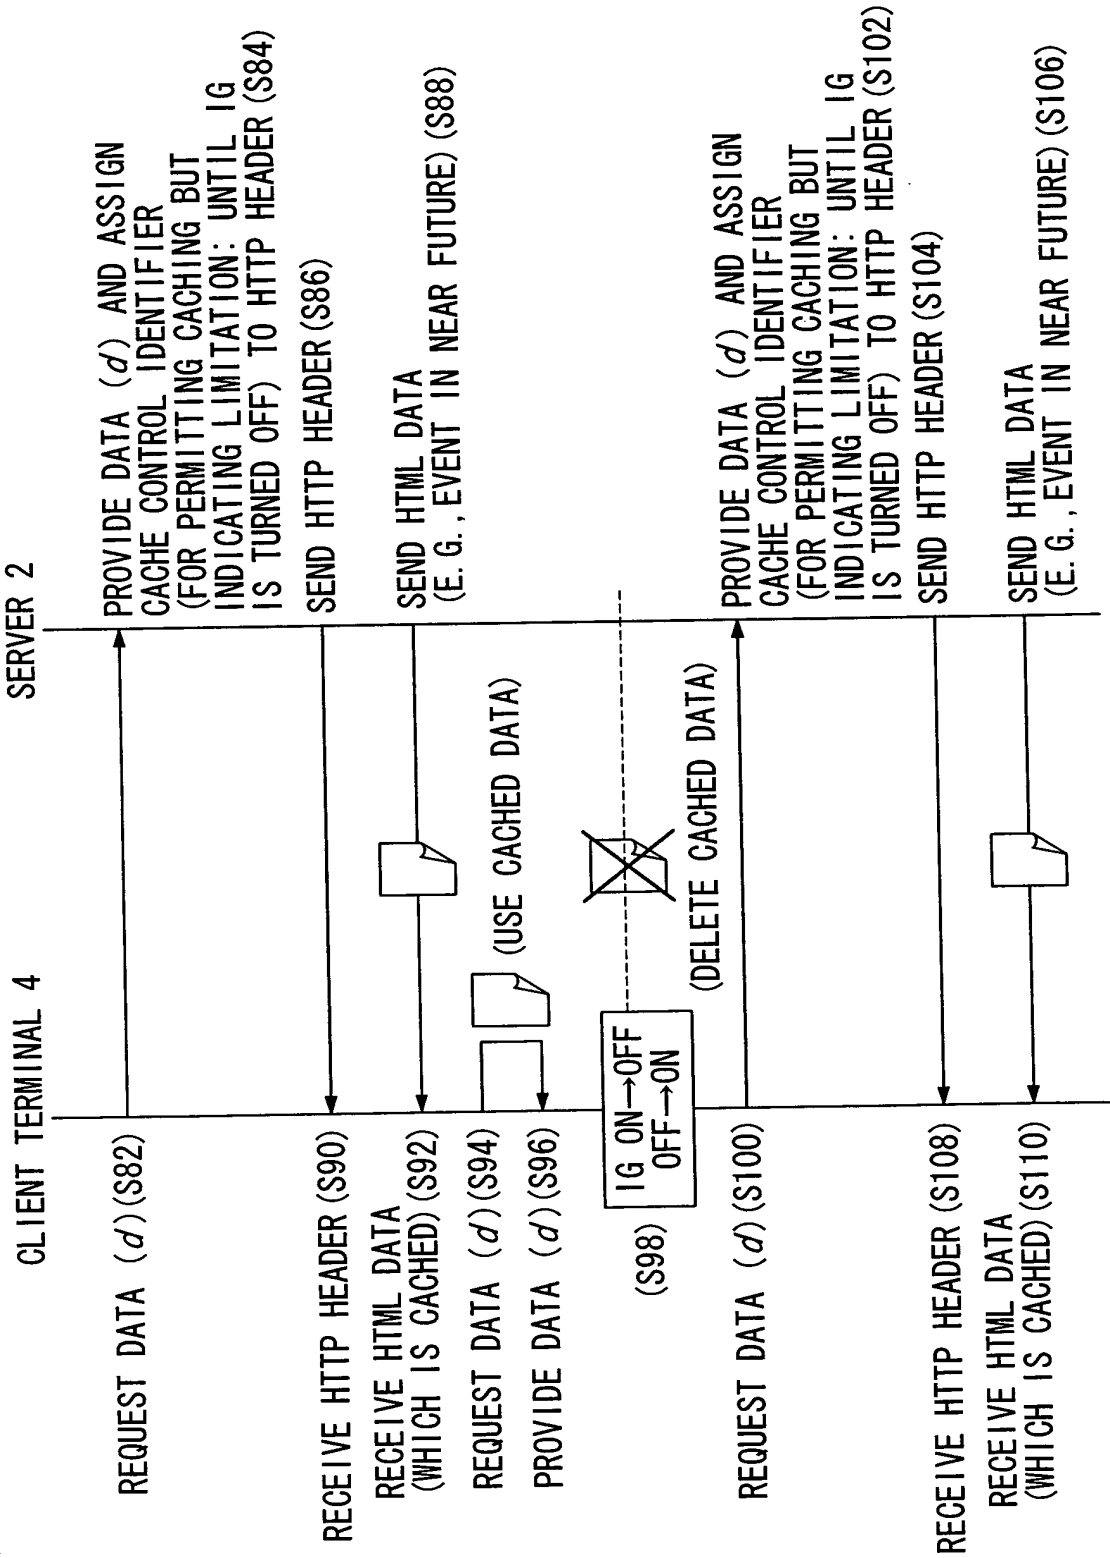 CLIENT TERMINAL 4
SERVER 2
REQUEST DATA (d)(S82)
PROVIDE DATA (d) AND ASSIGN
CACHE CONTROL IDENTIFIER
(FOR PERMITTING CACHING BUT
INDICATING LIMITATION: UNTIL IG
IS TURNED OFF) TO HTTP HEADER(S84)
SEND HTTP HEADER(S86)
RECEIVE HTTP HEADER(S90)
SEND HTML DATA
(E.G.,EVENT IN NEAR FUTURE)(S88)
RECEIVE HTML DATA
(WHICH IS CACHED)(S92)
REQUEST DATA (d)(S94)
(USE CACHED DATA)
PROVIDE DATA (d)(S96)
(S98)
IG ON→OFF
OFF→ON
(DELETE CACHED DATA)
REQUEST DATA (d)(S100)
PROVIDE DATA (d) AND ASSIGN
CACHE CONTROL IDENTIFIER
(FOR PERMITTING CACHING BUT
INDICATING LIMITATION: UNTIL IG
IS TURNED OFF) TO HTTP HEADER(S102)
SEND HTTP HEADER(S104)
RECEIVE HTTP HEADER(S108)
SEND HTML DATA
(E.G.,EVENT IN NEAR FUTURE)(S106)
RECEIVE HTML DATA
(WHICH IS CACHED)(S110)